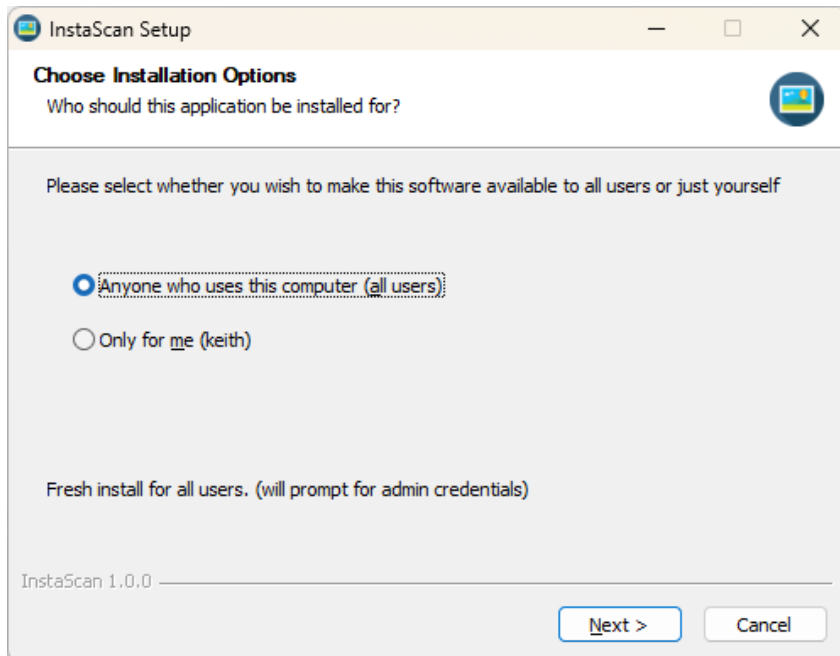 InstaScan Setup
Choose Installation Options
Who should this application be installed for?
Please select whether you wish to make this software available to all users or just yourself
Anyone who uses this computer (all users)
Only for me (keith)
Fresh install for all users. (will prompt for admin credentials)
InstaScan 1.0.0
Next >
Cancel